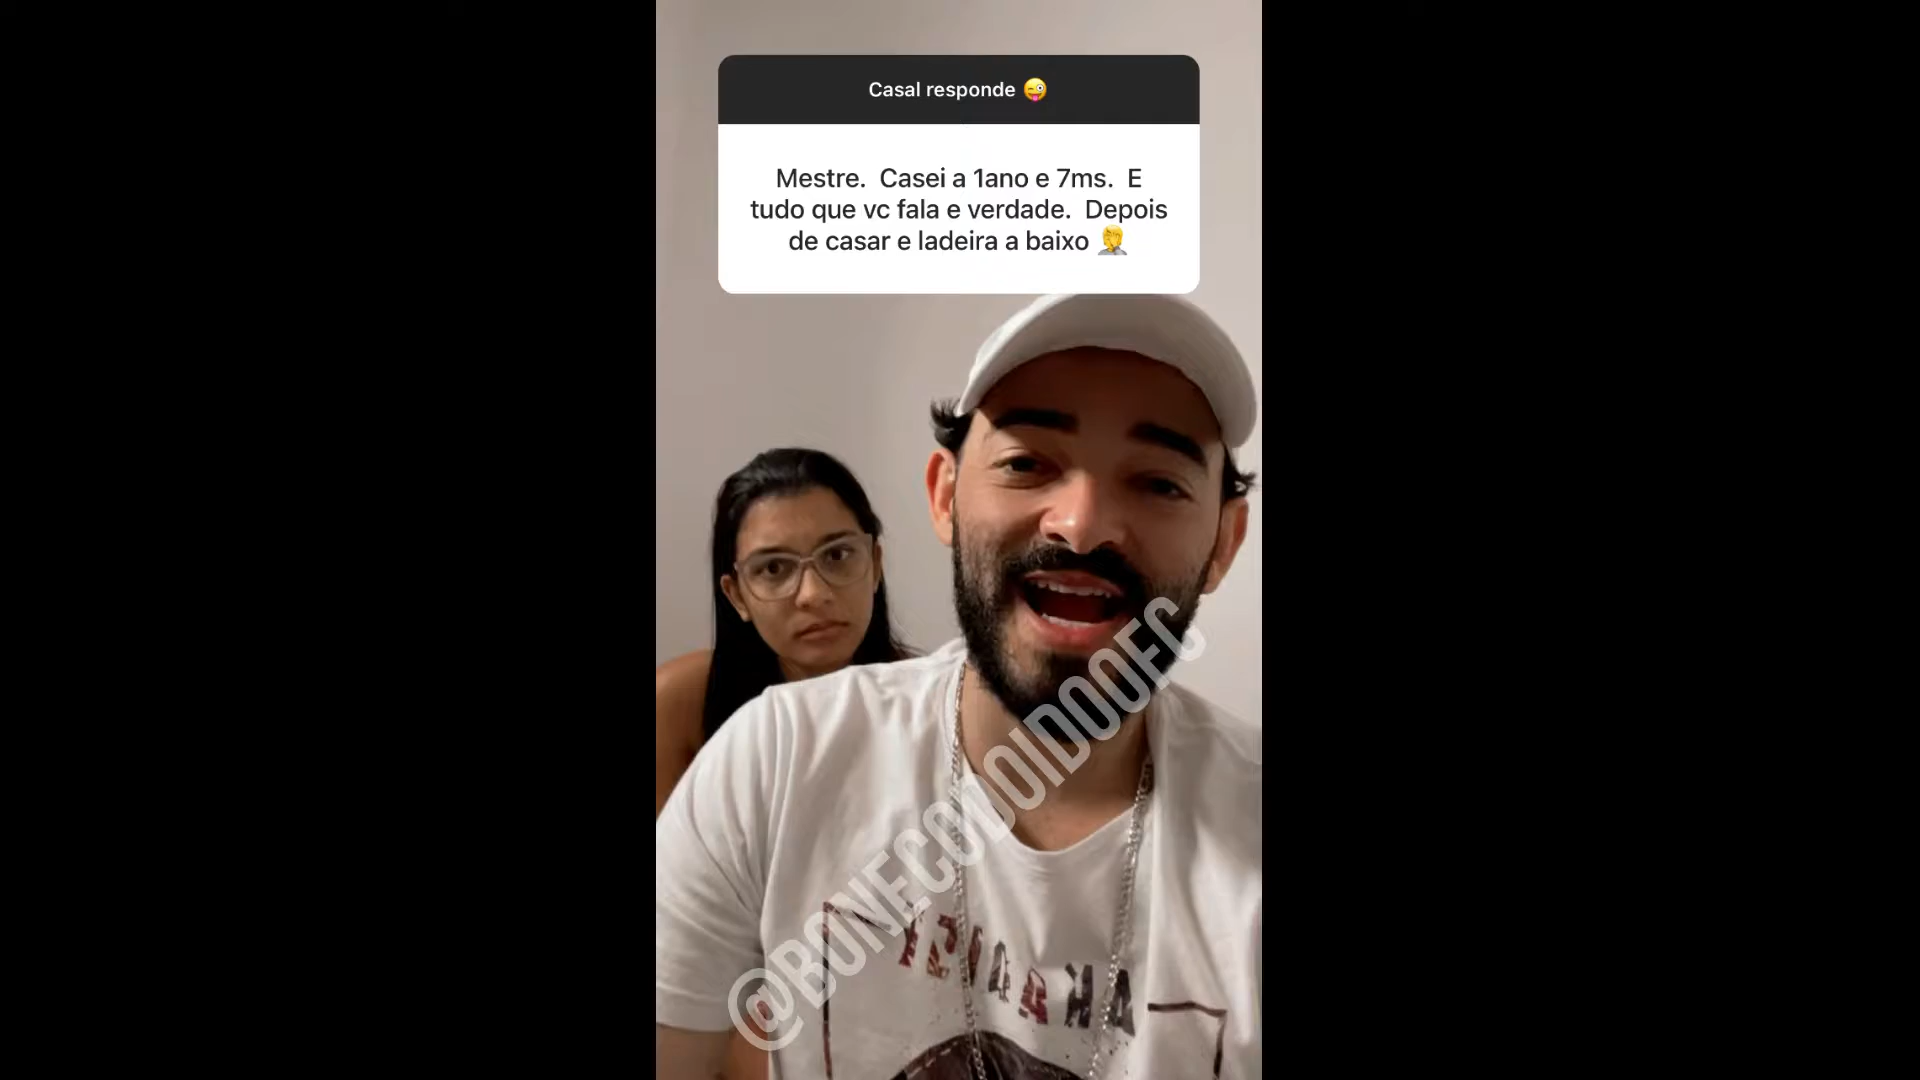 Casal responde 😜
Mestre.  Casei a 1ano e 7ms.  E
tudo que vc fala e verdade.  Depois
de casar e ladeira a baixo 🤦
@BONECODOIDOOFC